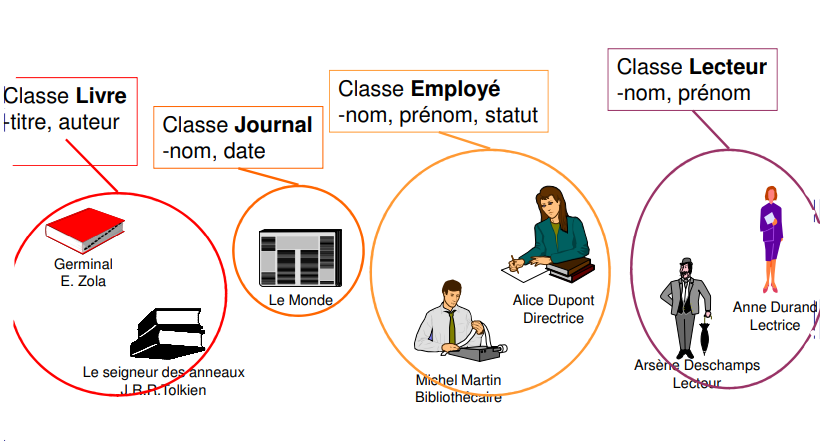 Classe Livre
-titre, auteur
Classe Journal
-nom, date
Classe Employé
-nom, prénom, statut
Classe Lecteur
-nom, prénom
Germinal
E. Zola
Le seigneur des anneaux
J.R.R.Tolkien
Le Monde
Alice Dupont
Directrice
Michel Martin
Bibliothécaire
Anne Durand
Lectrice
Arsène Deschamps
Lecteur